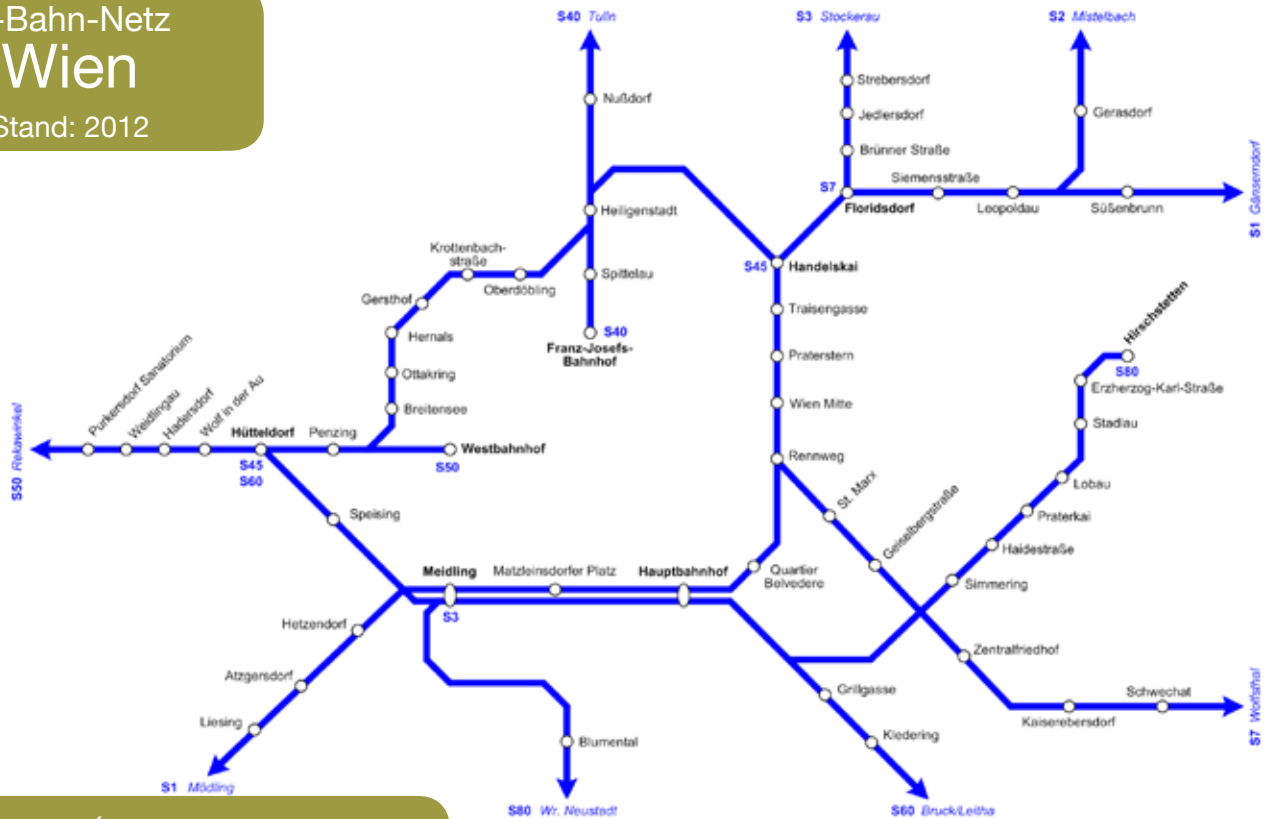 -Bahn-Netz
Wien
Stand: 2012
S40 Tulln
S3 Stockerau
S2 Mistelbach
Strebersdorf
Nußdorf
Jedlersdorf
Gerasdorf
Brünner Straße
Siemensstraße
S7
Floridsdorf
Leopoldau
Süßenbrunn
S1 Gänserndorf
Heiligenstadt
Krottenbach-
straße
Oberdöbling
Spittelau
S45
Handelskai
Gersthof
Traisengasse
Hernals
S40
Franz-Josefs-
Bahnhof
Praterstern
Hirschstetten
S80
Ottakring
Erzherzog-Karl-Straße
Breitensee
Wien Mitte
Stadlau
Purkersdorf Sanatorium
Weidlingau
Hadersdorf
Wolf in der Au
Hütteldorf
Penzing
Westbahnhof
S45
S60
S50
S50 Rekawinkel
Rennweg
St. Marx
Geiselbergstraße
Lobau
Speising
Praterkai
Haidestraße
Meidling
Matzleinsdorfer Platz
Hauptbahnhof
Quartier
Belvedere
Simmering
S3
Hetzendorf
Zentralfriedhof
Atzgersdorf
Grillgasse
Schwechat
Liesing
Kaiserebersdorf
S7 Wolfsthal
Blumental
Kledering
S1 Mödling
S80 Wr. Neustadt
S60 Bruck/Leitha